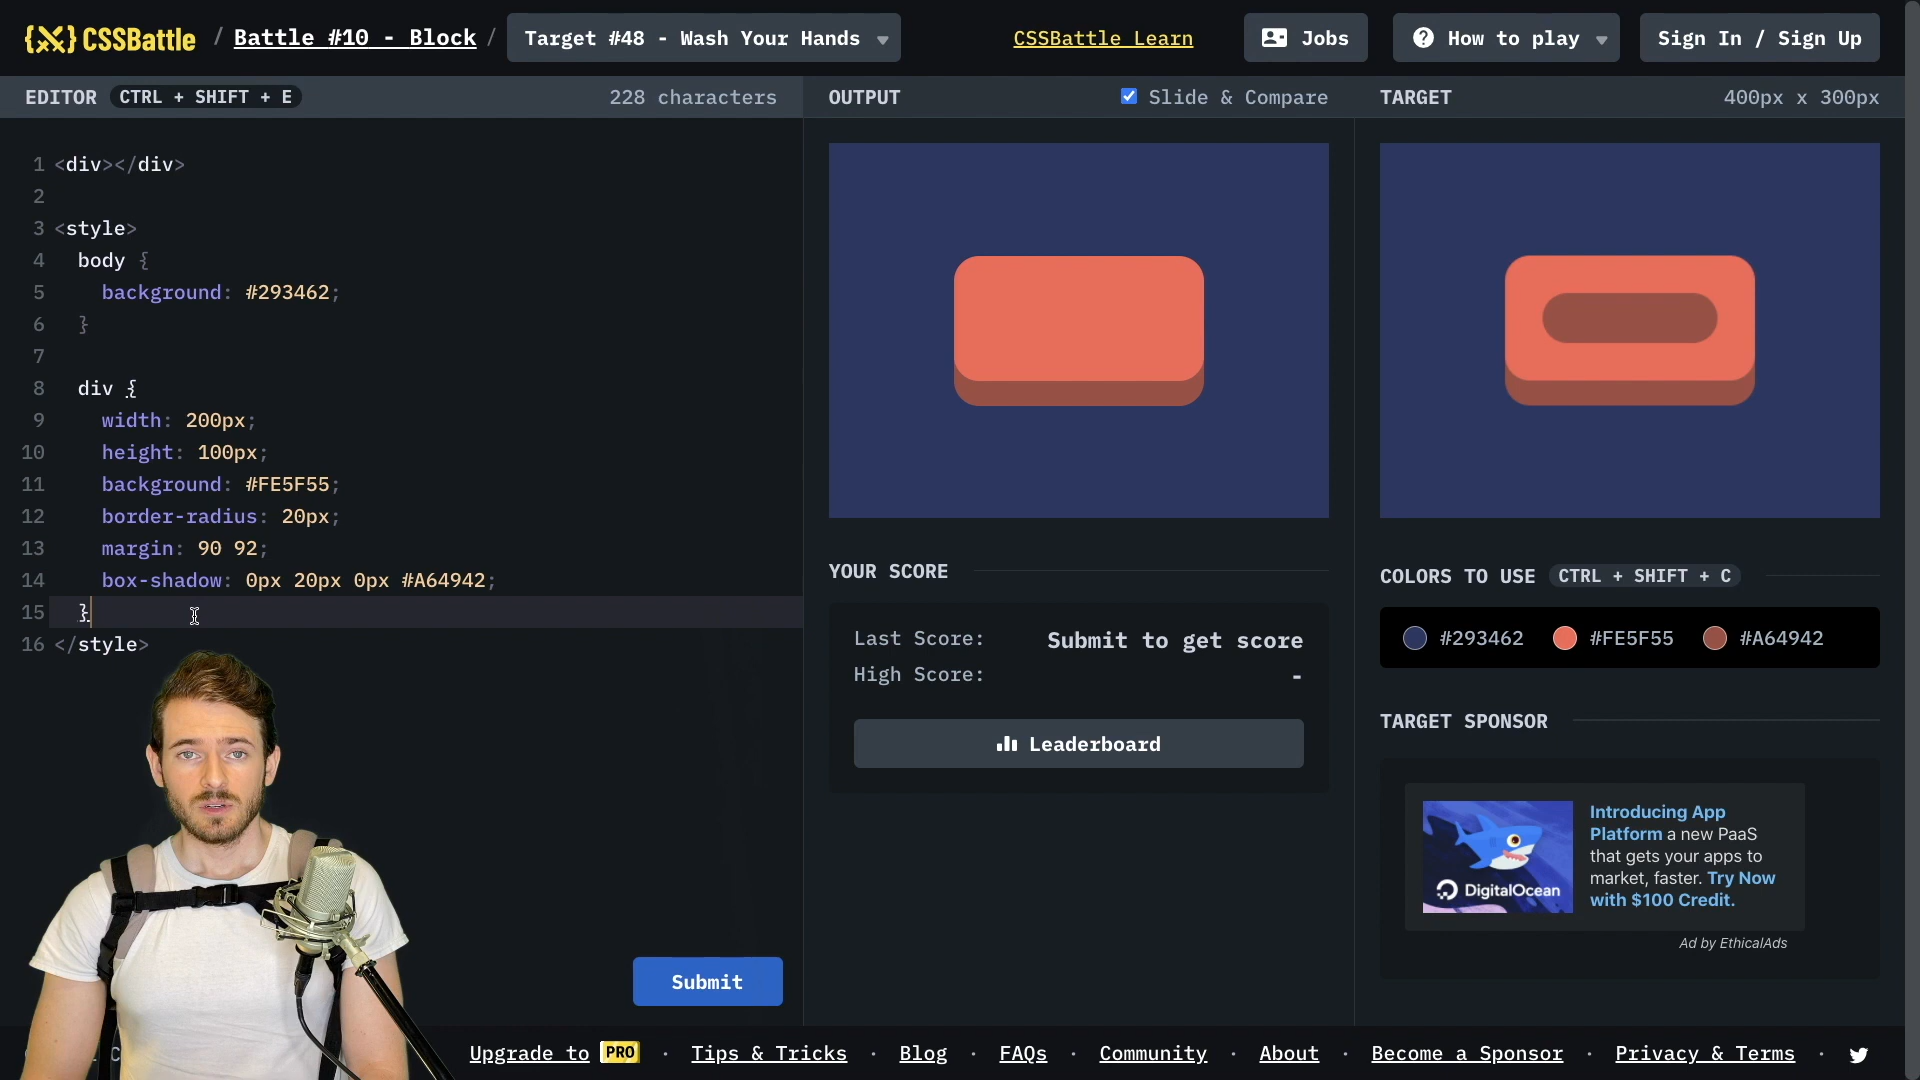 CSSBattle / Battle #10 - Block / Target #48 - Wash Your Hands CSSBattle Learn Jobs How to play Sign In / Sign Up
EDITOR CTRL + SHIFT + E 228 characters
OUTPUT Slide & Compare
TARGET 400px x 300px
1 <div></div>
2
3 <style>
4 body {
5 background: #293462;
6 }
7
8 div {
9 width: 200px;
10 height: 100px;
11 background: #FE5F55;
12 border-radius: 20px;
13 margin: 90 92;
14 box-shadow: 0px 20px 0px #A64942;
15 }
16 </style>
Submit
YOUR SCORE
Last Score: Submit to get score
High Score: -
Leaderboard
COLORS TO USE CTRL + SHIFT + C
#293462 #FE5F55 #A64942
TARGET SPONSOR
DigitalOcean
Introducing App
Platform a new PaaS
that gets your apps to
market, faster. Try Now
with $100 Credit.
Ad by EthicalAds
Upgrade to PRO · Tips & Tricks · Blog · FAQs · Community · About · Become a Sponsor · Privacy & Terms ·